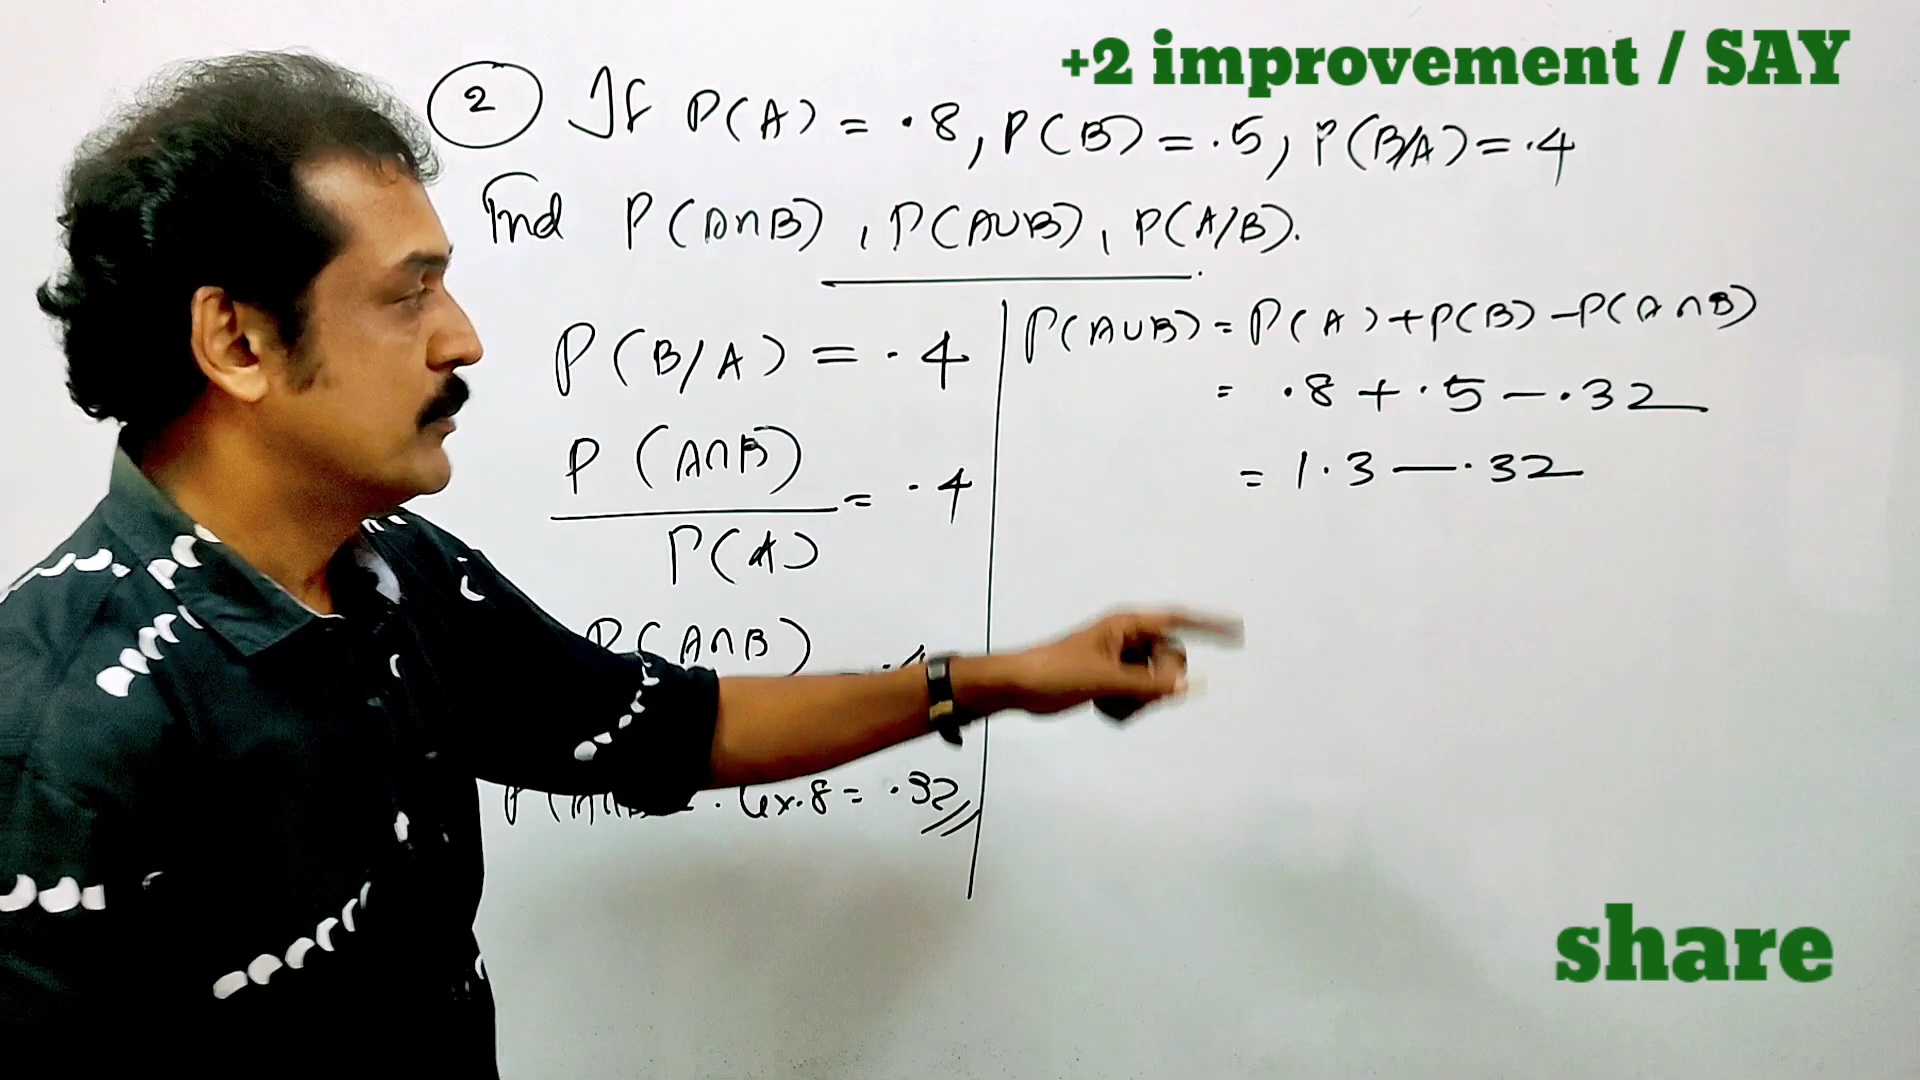 +2 improvement / SAY
2 If P(A) = .8, P(B) = .5, P(B/A) = .4
Find P(A∩B), P(A∪B), P(A/B).
P(B/A) = .4
P(A∩B)
= .4
P(A)
P(A∩B)
.4x.8 = .32
P(A∪B) = P(A) + P(B) - P(A∩B)
= .8 + .5 - .32
= 1.3 - .32
share